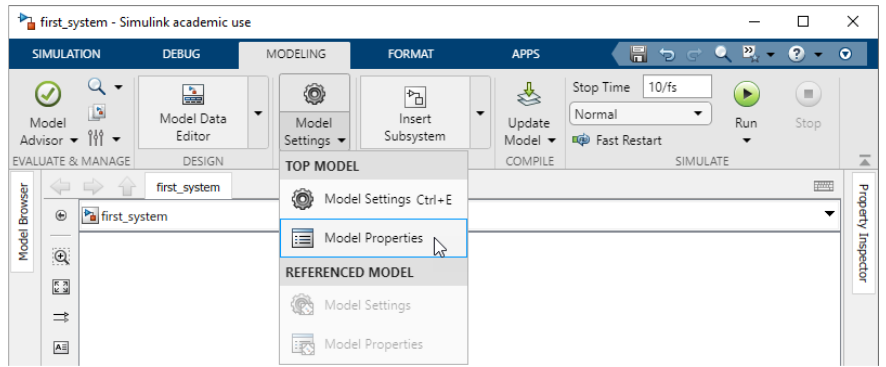 first_system - Simulink academic use
SIMULATION DEBUG MODELING FORMAT APPS
Model Advisor
Model Data Editor
Model Settings
Insert Subsystem
Update Model
Stop Time 10/fs
Normal
Fast Restart
Run
Stop
EVALUATE & MANAGE DESIGN COMPILE SIMULATE
TOP MODEL
Model Settings Ctrl+E
Model Properties
REFERENCED MODEL
Model Settings
Model Properties
first_system
first_system
Model Browser
Property Inspector